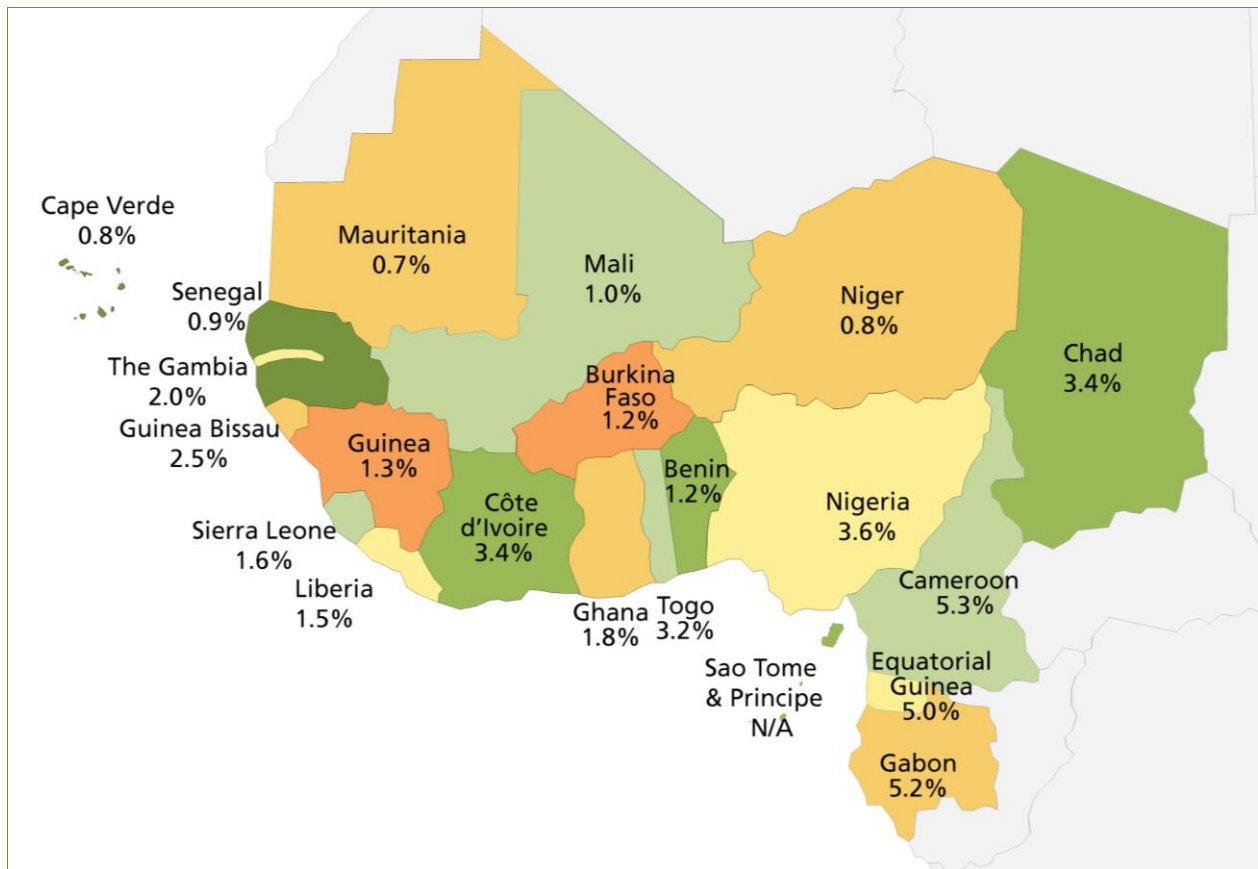 Cape Verde
0.8%
Mauritania
0.7%
Mali
1.0%
Niger
0.8%
Chad
3.4%
Senegal
0.9%
The Gambia
2.0%
Guinea Bissau
2.5%
Guinea
1.3%
Burkina
Faso
1.2%
Benin
1.2%
Nigeria
3.6%
Côte
d'Ivoire
3.4%
Sierra Leone
1.6%
Liberia
1.5%
Ghana
1.8%
Togo
3.2%
Cameroon
5.3%
Sao Tome
& Principe
N/A
Equatorial
Guinea
5.0%
Gabon
5.2%